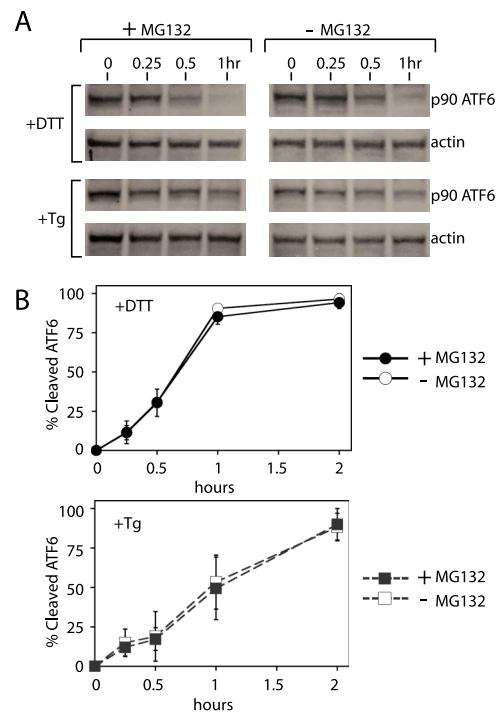 A
+ MG132 - MG132
0 0.25 0.5 1hr 0 0.25 0.5 1hr
+DTT
p90 ATF6
actin
+Tg
p90 ATF6
actin
B
100
75
50
25
0
% Cleaved ATF6
+DTT
0 0.5 1 1.5 2
hours
+ MG132
- MG132
100
75
50
25
0
% Cleaved ATF6
+Tg
0 0.5 1 1.5 2
hours
+ MG132
- MG132